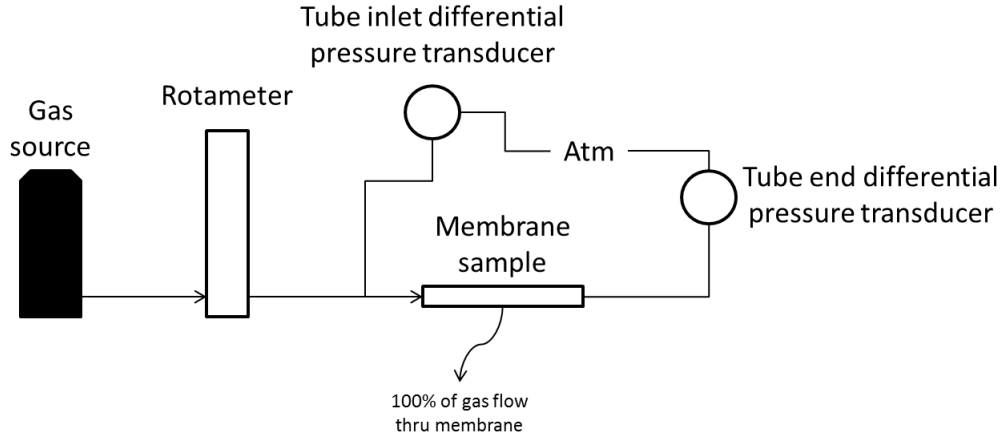 Tube inlet differential
pressure transducer
Rotameter
Gas
source
Atm
Tube end differential
pressure transducer
Membrane
sample
100% of gas flow
thru membrane